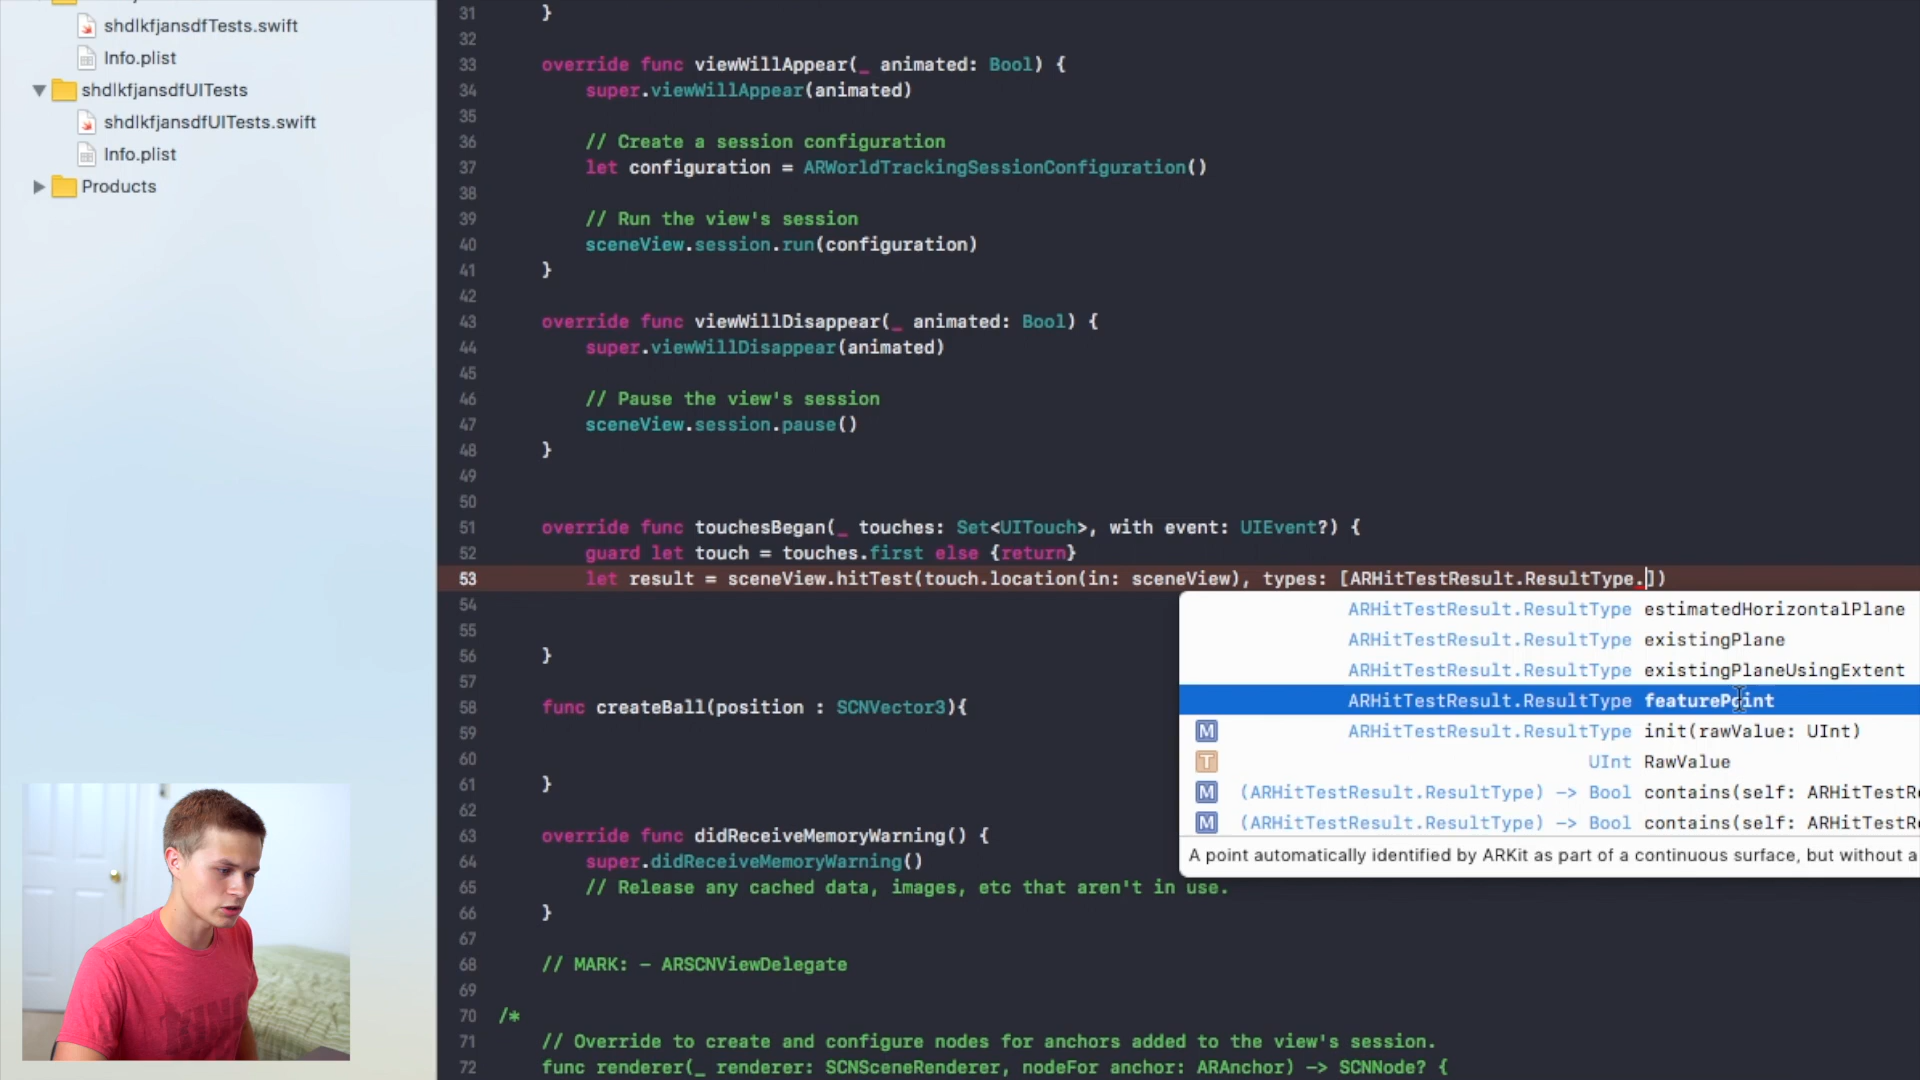 shdlkfjansdfTests.swift
Info.plist
shdlkfjansdfUITests
shdlkfjansdfUITests.swift
Info.plist
Products
31 }
32
33 override func viewWillAppear(_ animated: Bool) {
34 super.viewWillAppear(animated)
35
36 // Create a session configuration
37 let configuration = ARWorldTrackingSessionConfiguration()
38
39 // Run the view's session
40 sceneView.session.run(configuration)
41 }
42
43 override func viewWillDisappear(_ animated: Bool) {
44 super.viewWillDisappear(animated)
45
46 // Pause the view's session
47 sceneView.session.pause()
48 }
49
50
51 override func touchesBegan(_ touches: Set<UITouch>, with event: UIEvent?) {
52 guard let touch = touches.first else {return}
53 let result = sceneView.hitTest(touch.location(in: sceneView), types: [ARHitTestResult.ResultType.])
54
55
56 }
57
58 func createBall(position : SCNVector3){
59
60
61 }
62
63 override func didReceiveMemoryWarning() {
64 super.didReceiveMemoryWarning()
65 // Release any cached data, images, etc that aren't in use.
66 }
67
68 // MARK: - ARSCNViewDelegate
69
70 /*
71 // Override to create and configure nodes for anchors added to the view's session.
72 func renderer(_ renderer: SCNSceneRenderer, nodeFor anchor: ARAnchor) -> SCNNode? {
ARHitTestResult.ResultType estimatedHorizontalPlane
ARHitTestResult.ResultType existingPlane
ARHitTestResult.ResultType existingPlaneUsingExtent
ARHitTestResult.ResultType featurePoint
M ARHitTestResult.ResultType init(rawValue: UInt)
T UInt RawValue
M (ARHitTestResult.ResultType) -> Bool contains(self: ARHitTestRe
M (ARHitTestResult.ResultType) -> Bool contains(self: ARHitTestRe
A point automatically identified by ARKit as part of a continuous surface, but without a